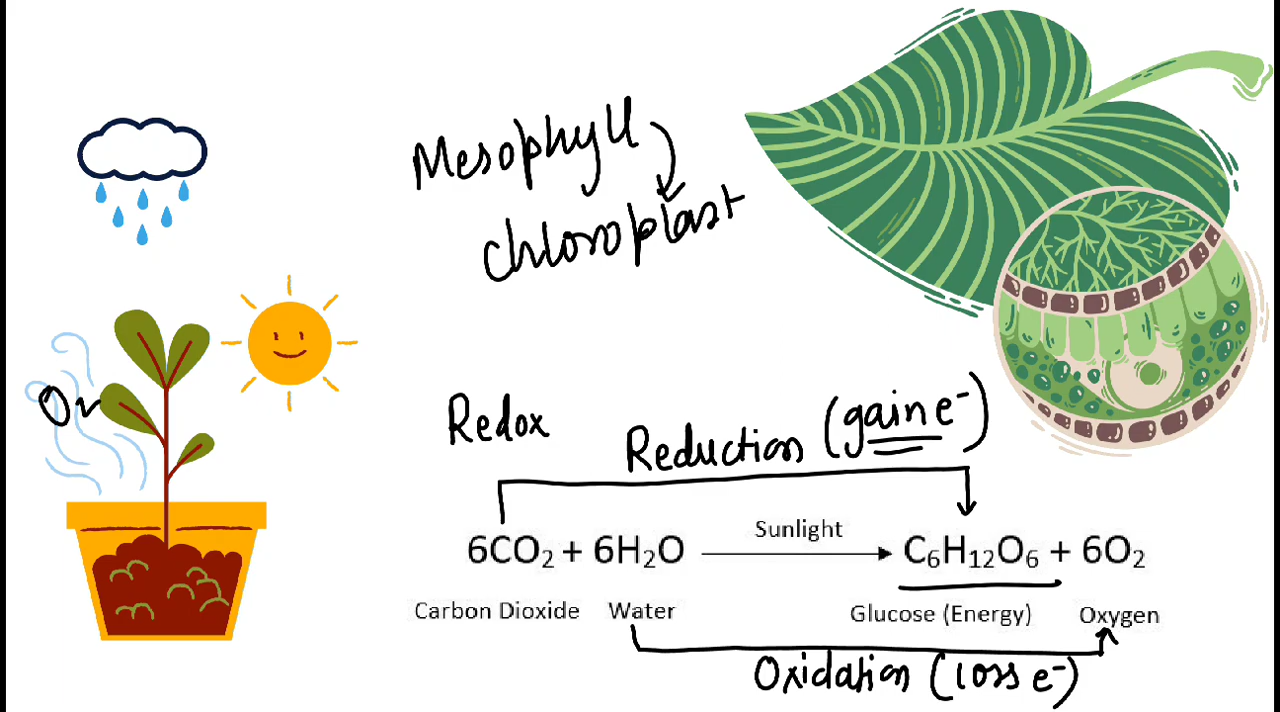 Mesophyll
Chloroplast
O₂
Redox
Reduction (gain e⁻)
Sunlight
6CO₂ + 6H₂O → C₆H₁₂O₆ + 6O₂
Carbon Dioxide Water Glucose (Energy) Oxygen
Oxidation (loss e⁻)